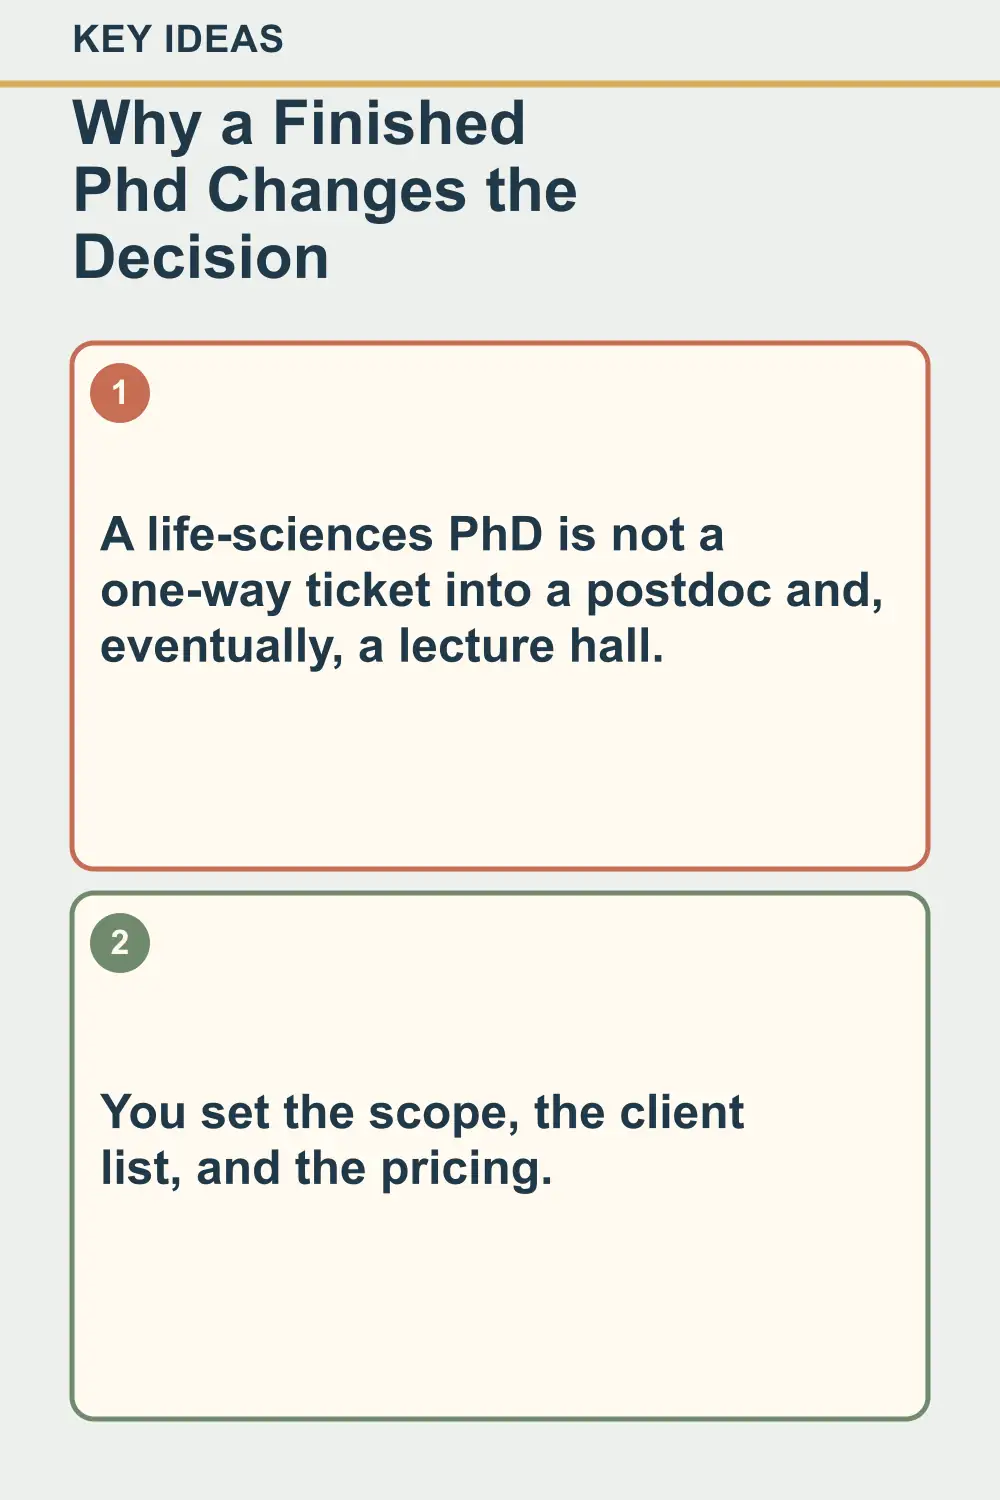 KEY IDEAS
Why a Finished
Phd Changes the
Decision
1
A life-sciences PhD is not a
one-way ticket into a postdoc and,
eventually, a lecture hall.
2
You set the scope, the client
list, and the pricing.